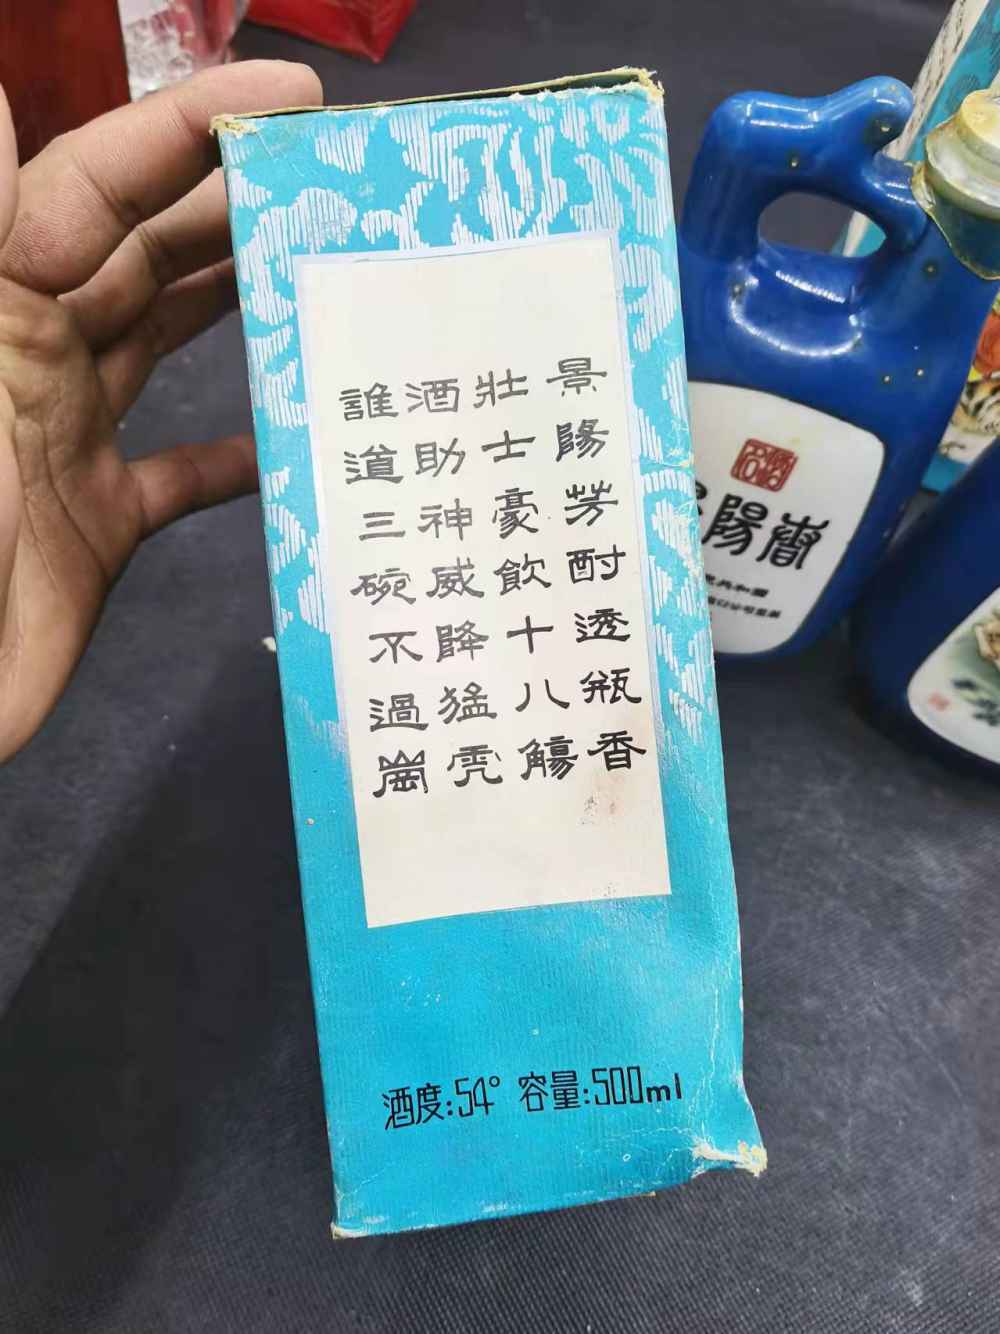 景陽芳酎透瓶香
壯士豪飲十八觴
酒助神威降猛虎
誰道三碗不過崗
酒度:54° 容量:500ml
陽春